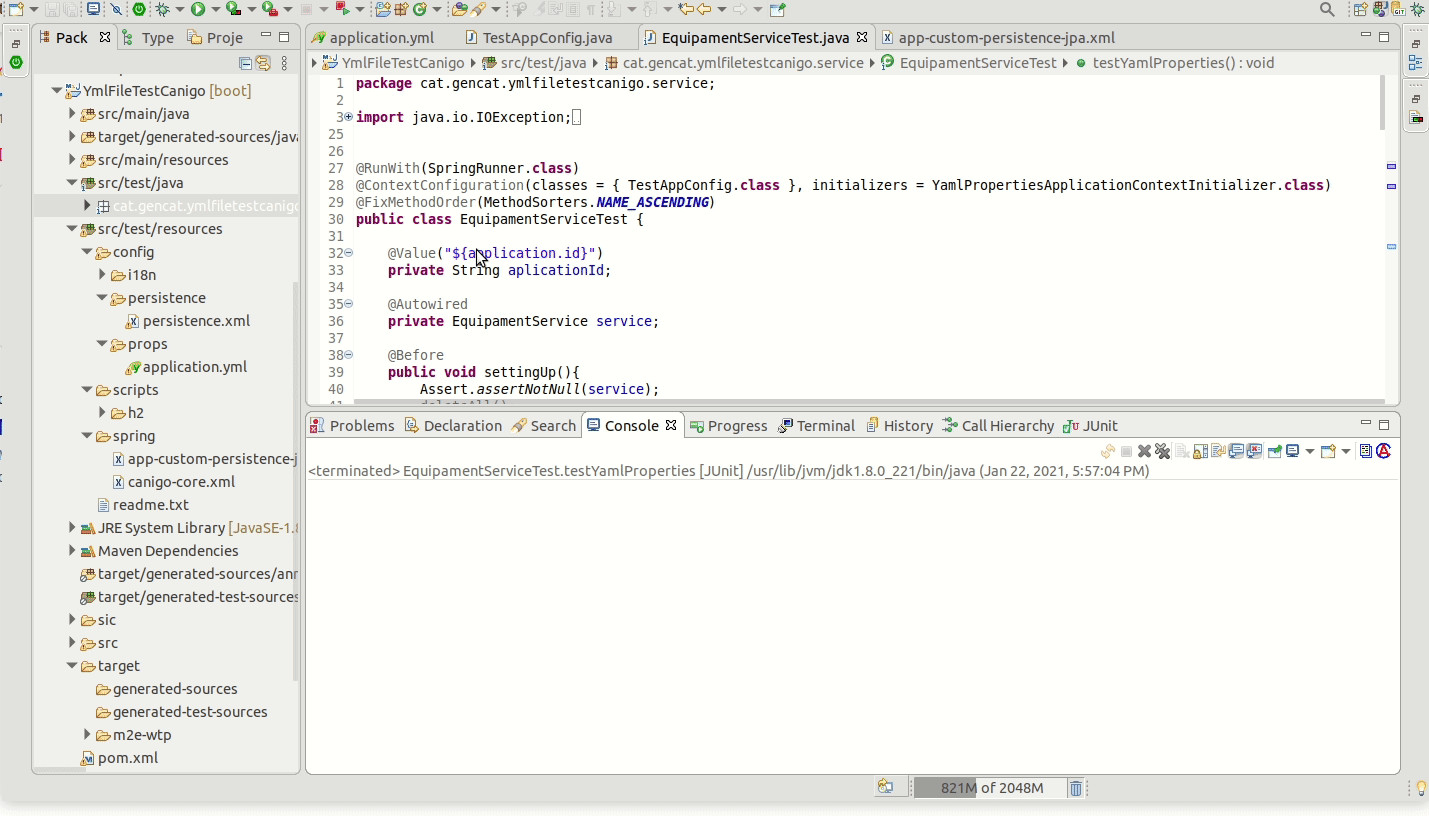 Pack
Type
Proje
YmlFileTestCanigo [boot]
src/main/java
target/generated-sources/java
src/main/resources
src/test/java
cat.gencat.ymlfiletestcanigo
src/test/resources
config
i18n
persistence
persistence.xml
props
application.yml
scripts
h2
spring
app-custom-persistence-j
canigo-core.xml
readme.txt
JRE System Library [JavaSE-1.8
Maven Dependencies
target/generated-sources/ann
target/generated-test-sources
sic
src
target
generated-sources
generated-test-sources
m2e-wtp
pom.xml
application.yml
TestAppConfig.java
EquipamentServiceTest.java
app-custom-persistence-jpa.xml
YmlFileTestCanigo
src/test/java
cat.gencat.ymlfiletestcanigo.service
EquipamentServiceTest
testYamlProperties() : void
1 package cat.gencat.ymlfiletestcanigo.service;
2
3 import java.io.IOException;
25
26
27 @RunWith(SpringRunner.class)
28 @ContextConfiguration(classes = { TestAppConfig.class }, initializers = YamlPropertiesApplicationContextInitializer.class)
29 @FixMethodOrder(MethodSorters.NAME_ASCENDING)
30 public class EquipamentServiceTest {
31
32 @Value("${application.id}")
33 private String aplicationId;
34
35 @Autowired
36 private EquipamentService service;
37
38 @Before
39 public void settingUp(){
40 Assert.assertNotNull(service);
41 deleteAll()
Problems
Declaration
Search
Console
Progress
Terminal
History
Call Hierarchy
JUnit
<terminated> EquipamentServiceTest.testYamlProperties [JUnit] /usr/lib/jvm/jdk1.8.0_221/bin/java (Jan 22, 2021, 5:57:04 PM)
821M of 2048M